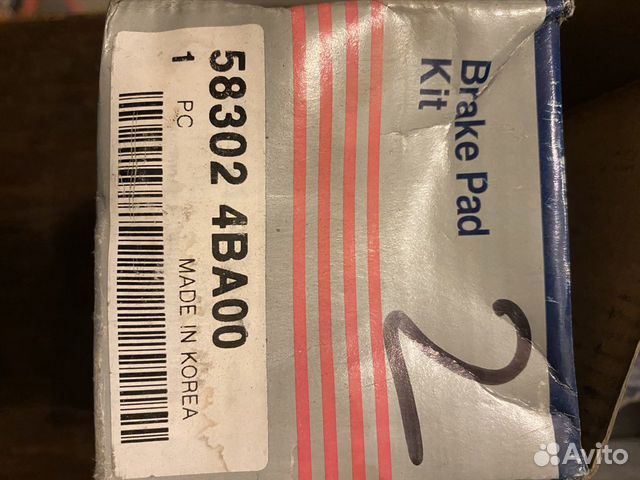 Brake Pad
Kit
2
58302 4BA00
1 PC MADE IN KOREA
Avito